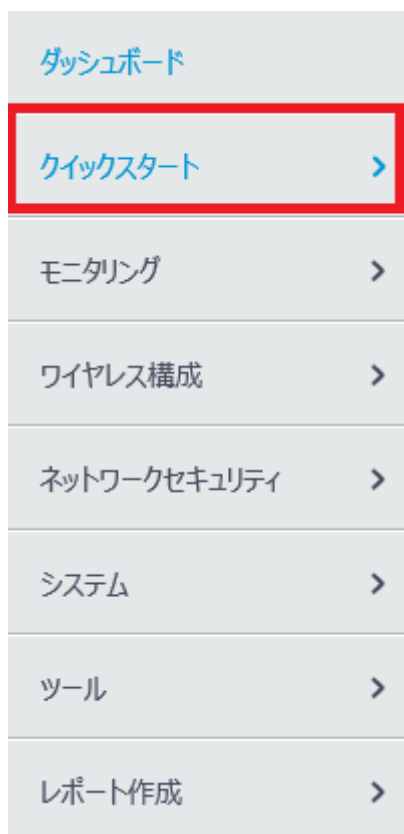 ダッシュボード
クイックスタート
モニタリング
ワイヤレス構成
ネットワークセキュリティ
システム
ツール
レポート作成